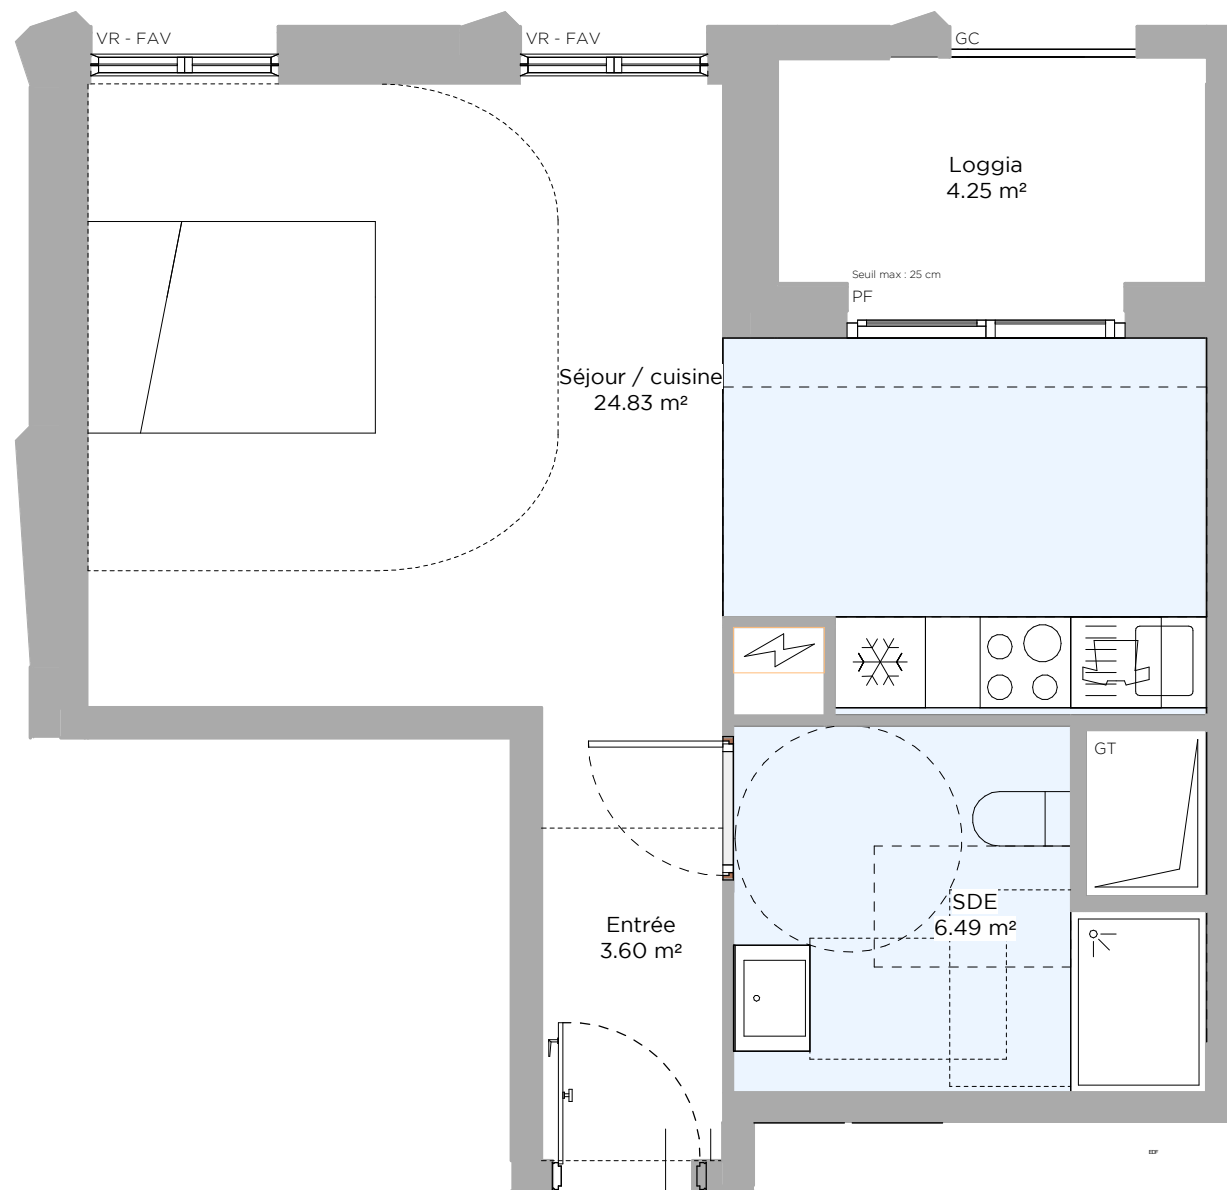 VR - FAV
VR - FAV
GC
Loggia
4.25 m²
Seuil max : 25 cm
PF
Séjour / cuisine
24.83 m²
GT
SDE
6.49 m²
Entrée
3.60 m²
EDF